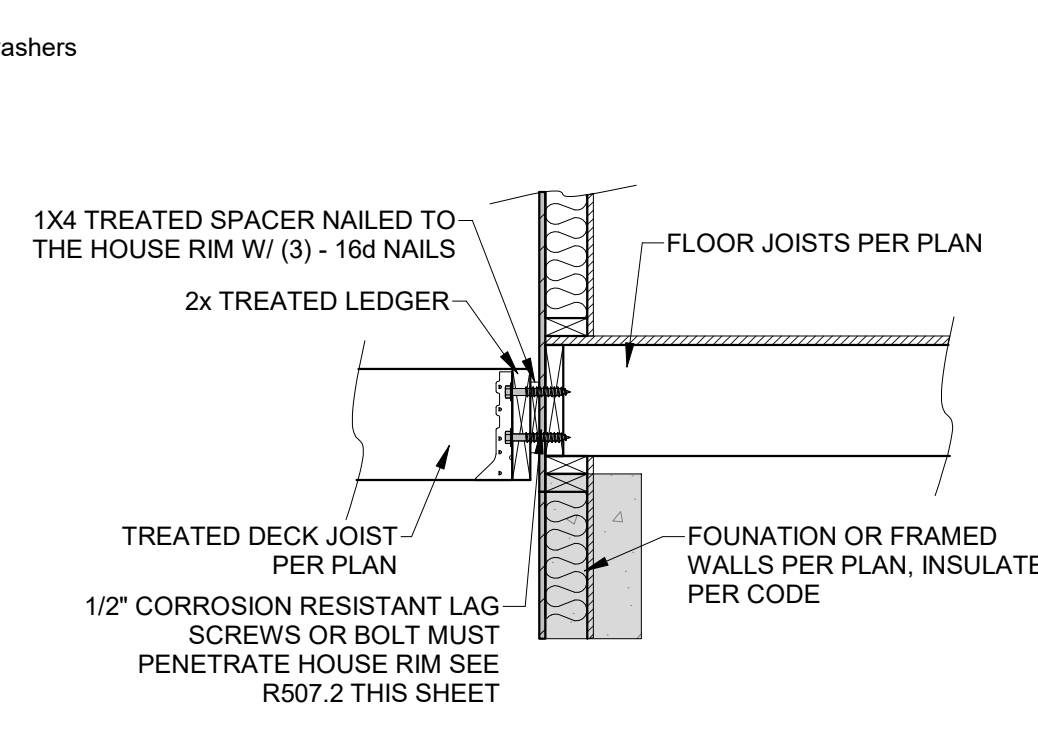 ashers
1X4 TREATED SPACER NAILED TO
THE HOUSE RIM W/ (3) - 16d NAILS
2x TREATED LEDGER
FLOOR JOISTS PER PLAN
TREATED DECK JOIST
PER PLAN
1/2" CORROSION RESISTANT LAG
SCREWS OR BOLT MUST
PENETRATE HOUSE RIM SEE
R507.2 THIS SHEET
FOUNATION OR FRAMED
WALLS PER PLAN, INSULATE
PER CODE